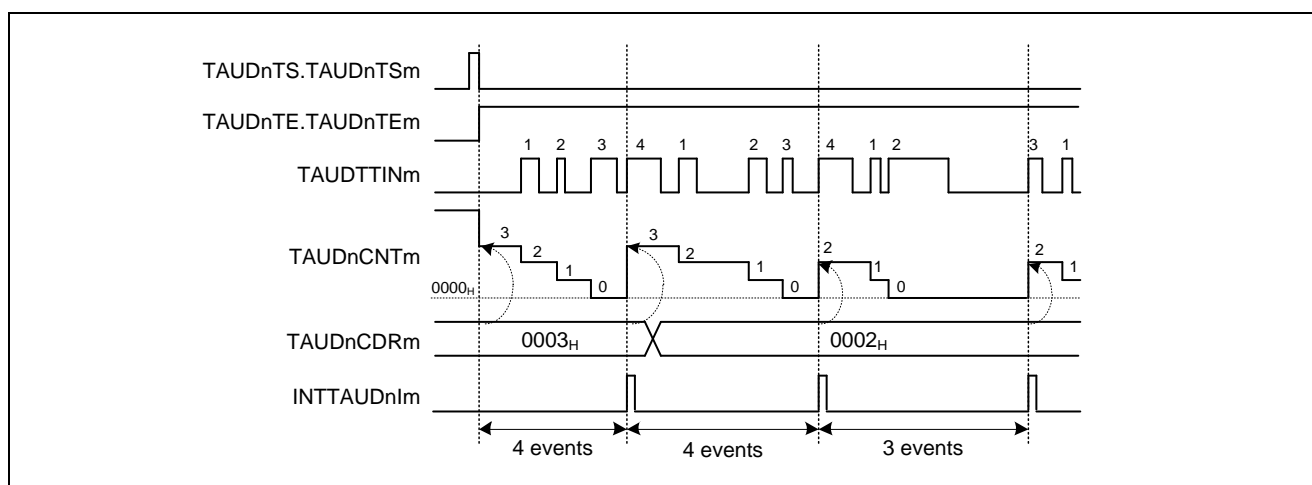 TAUDnTS.TAUDnTSm
TAUDnTE.TAUDnTEm
1 2 3 4 1 2 3 4 1 2 3 1
TAUDTTINm
3 2 1 0 3 2 1 0 2 1 0 2 1
TAUDnCNTm
0000H
TAUDnCDRm
0003H 0002H
INTTAUDnIm
4 events 4 events 3 events